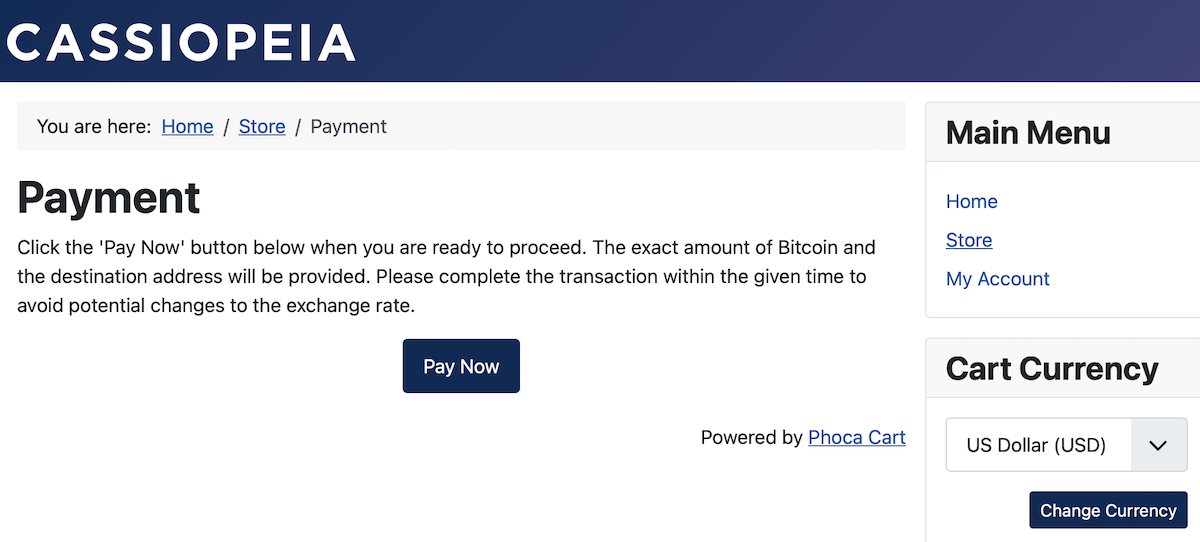 CASSIOPEIA
You are here: Home / Store / Payment
Payment
Click the 'Pay Now' button below when you are ready to proceed. The exact amount of Bitcoin and
the destination address will be provided. Please complete the transaction within the given time to
avoid potential changes to the exchange rate.
Pay Now
Powered by Phoca Cart
Main Menu
Home
Store
My Account
Cart Currency
US Dollar (USD)
Change Currency